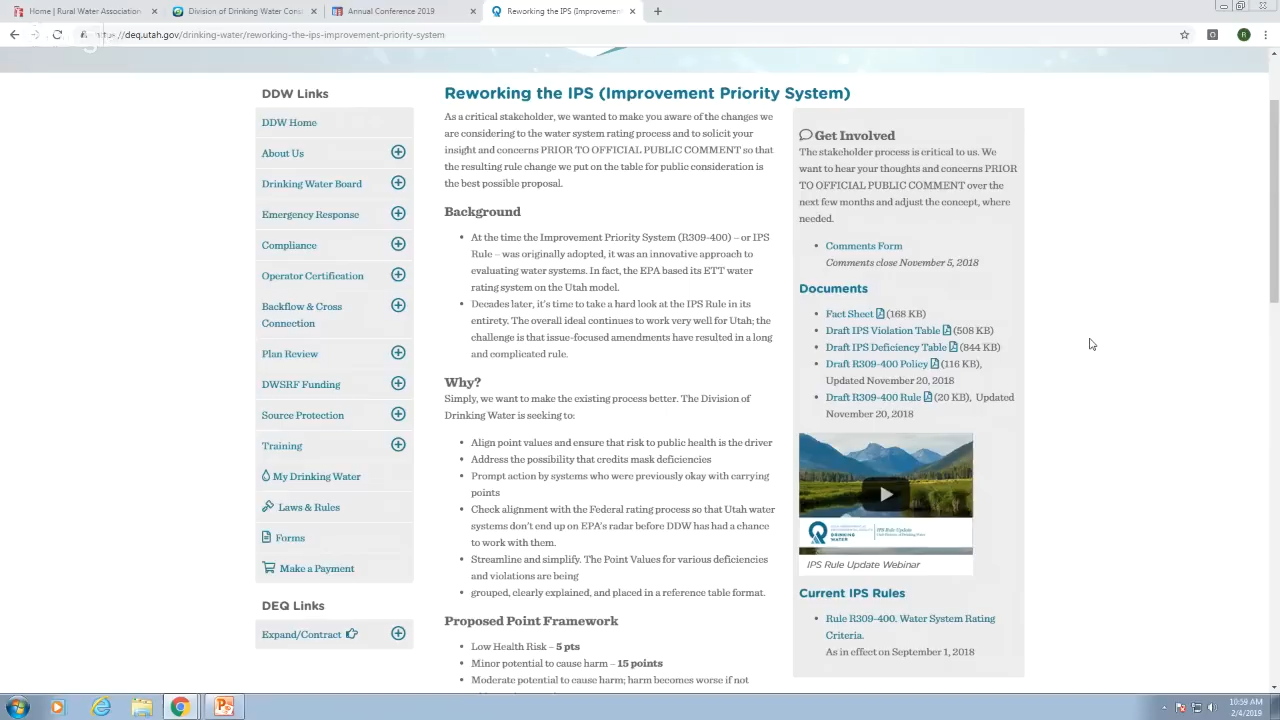 Home | Rural Water Association
Division of Drinking Water Cons
Annual Conference 2019
Reworking the IPS (Improvemen
https://deq.utah.gov/drinking-water/reworking-the-ips-improvement-priority-system
R
DDW Links
DDW Home
About Us
Drinking Water Board
Emergency Response
Compliance
Operator Certification
Backflow & Cross
Connection
Plan Review
DWSRF Funding
Source Protection
Training
My Drinking Water
Laws & Rules
Forms
Make a Payment
DEQ Links
Expand/Contract
Reworking the IPS (Improvement Priority System)
As a critical stakeholder, we wanted to make you aware of the changes we
are considering to the water system rating process and to solicit your
insight and concerns PRIOR TO OFFICIAL PUBLIC COMMENT so that
the resulting rule change we put on the table for public consideration is
the best possible proposal.
Background
• At the time the Improvement Priority System (R309-400) – or IPS
Rule – was originally adopted, it was an innovative approach to
evaluating water systems. In fact, the EPA based its ETT water
rating system on the Utah model.
• Decades later, it's time to take a hard look at the IPS Rule in its
entirety. The overall ideal continues to work very well for Utah; the
challenge is that issue-focused amendments have resulted in a long
and complicated rule.
Why?
Simply, we want to make the existing process better. The Division of
Drinking Water is seeking to:
• Align point values and ensure that risk to public health is the driver
• Address the possibility that credits mask deficiencies
• Prompt action by systems who were previously okay with carrying
points
• Check alignment with the Federal rating process so that Utah water
systems don't end up on EPA's radar before DDW has had a chance
to work with them.
• Streamline and simplify. The Point Values for various deficiencies
and violations are being
• grouped, clearly explained, and placed in a reference table format.
Proposed Point Framework
• Low Health Risk – 5 pts
• Minor potential to cause harm – 15 points
• Moderate potential to cause harm; harm becomes worse if not
Get Involved
The stakeholder process is critical to us. We
want to hear your thoughts and concerns PRIOR
TO OFFICIAL PUBLIC COMMENT over the
next few months and adjust the concept, where
needed.
• Comments Form
Comments close November 5, 2018
Documents
• Fact Sheet (168 KB)
• Draft IPS Violation Table (508 KB)
• Draft IPS Deficiency Table (844 KB)
• Draft R309-400 Policy (116 KB),
Updated November 20, 2018
• Draft R309-400 Rule (20 KB), Updated
November 20, 2018
DRINKING
WATER
IPS Rule Update
IPS Rule Update Webinar
Current IPS Rules
• Rule R309-400. Water System Rating
Criteria.
As in effect on September 1, 2018
10:59 AM
2/4/2019